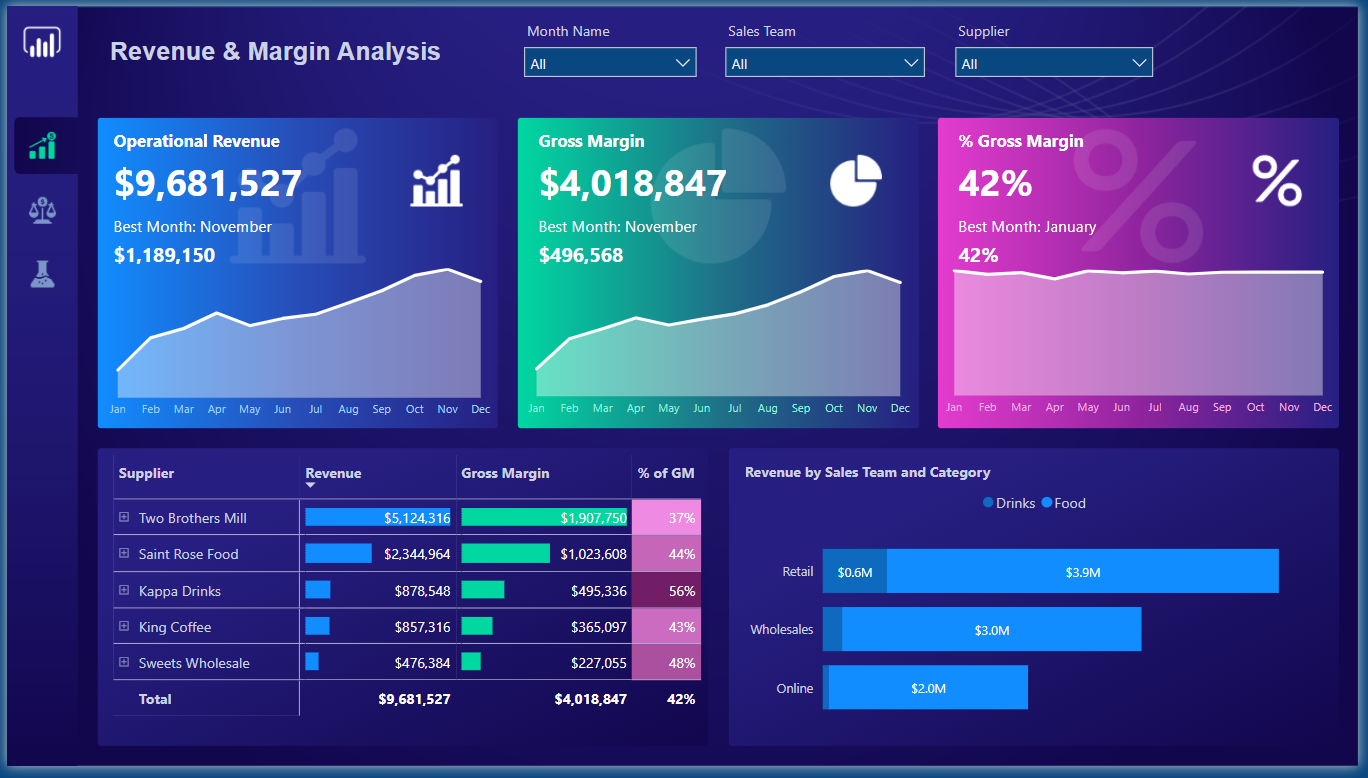 Revenue & Margin Analysis
Month Name
All
Sales Team
All
Supplier
All
Operational Revenue
$9,681,527
Best Month: November
$1,189,150
Jan Feb Mar Apr May Jun Jul Aug Sep Oct Nov Dec
Gross Margin
$4,018,847
Best Month: November
$496,568
Jan Feb Mar Apr May Jun Jul Aug Sep Oct Nov Dec
% Gross Margin
42%
Best Month: January
42%
Jan Feb Mar Apr May Jun Jul Aug Sep Oct Nov Dec
Supplier Revenue Gross Margin % of GM
Two Brothers Mill $5,124,316 $1,907,750 37%
Saint Rose Food $2,344,964 $1,023,608 44%
Kappa Drinks $878,548 $495,336 56%
King Coffee $857,316 $365,097 43%
Sweets Wholesale $476,384 $227,055 48%
Total $9,681,527 $4,018,847 42%
Revenue by Sales Team and Category
Drinks Food
Retail $0.6M $3.9M
Wholesales $3.0M
Online $2.0M